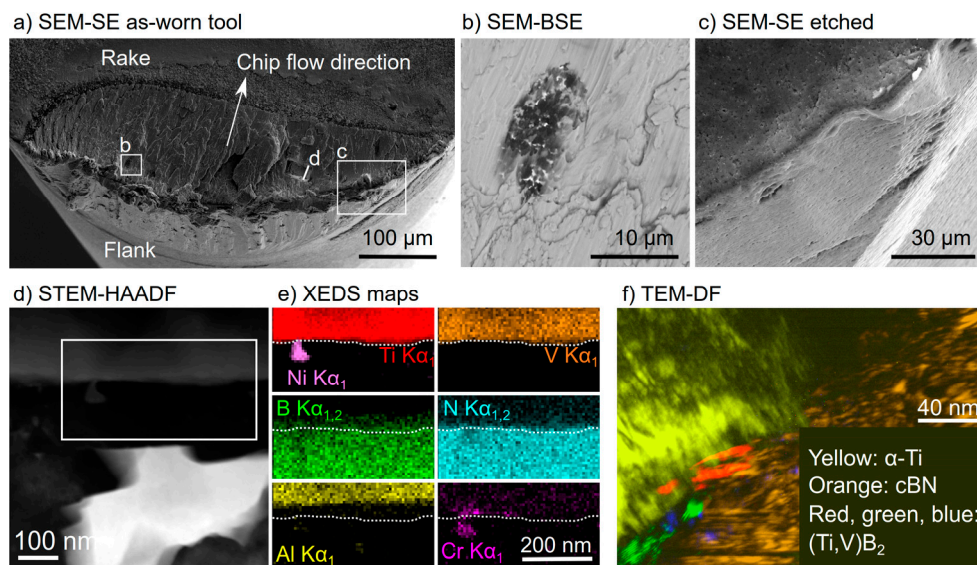 a) SEM-SE as-worn tool
Rake
Chip flow direction
b
c
d
Flank
100 µm
b) SEM-BSE
10 µm
c) SEM-SE etched
30 µm
d) STEM-HAADF
100 nm
e) XEDS maps
Ti Kα₁
Ni Kα₁
V Kα₁
B Kα₁,₂
N Kα₁,₂
Al Kα₁
Cr Kα₁
200 nm
f) TEM-DF
40 nm
Yellow: α-Ti
Orange: cBN
Red, green, blue:
(Ti,V)B₂